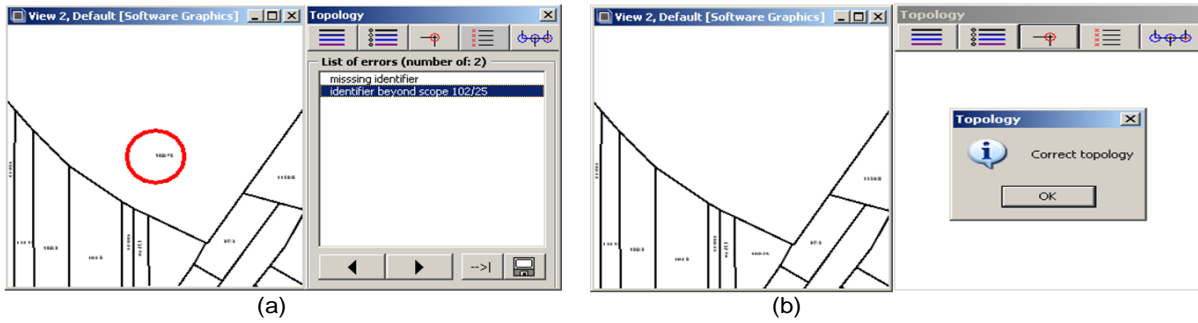 View 2, Default [Software Graphics]
Topology
List of errors (number of: 2)
misssing identifier
identifier beyond scope 102/25
-->|
(a)
View 2, Default [Software Graphics]
Topology
Topology
Correct topology
OK
(b)